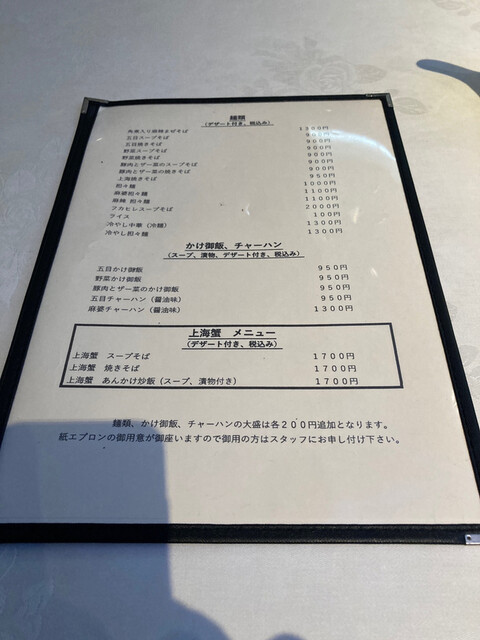 麺類
(デザート付き、税込み)
入り まぜそば 1300円
五目スープそば 900円
五目焼きそば 900円
野菜スープそば 900円
野菜焼きそば 900円
豚肉とザー菜のスープそば 900円
豚肉とザー菜の焼きそば 900円
上海焼きそば 950円
担々麺 1000円
麻婆担々麺 1100円
麻辣 担々麺 1100円
フカヒレスープそば 2000円
ライス 100円
冷やし中華（冷麺） 1300円
冷やし担々麺 1300円
かけ御飯、チャーハン
(スープ、漬物、デザート付き、税込み)
五目かけ御飯 950円
野菜かけ御飯 950円
豚肉とザー菜のかけ御飯 950円
五目チャーハン（醤油味） 950円
麻婆チャーハン（醤油味） 1300円
上海蟹 メニュー
(デザート付き、税込み)
上海蟹 スープそば 1700円
上海蟹 焼きそば 1700円
上海蟹 あんかけ炒飯（スープ、漬物付き） 1700円
麺類、かけ御飯、チャーハンの大盛は各200円追加となります。
紙エプロンの御用意が御座いますので御用の方はスタッフにお申し付け下さい。